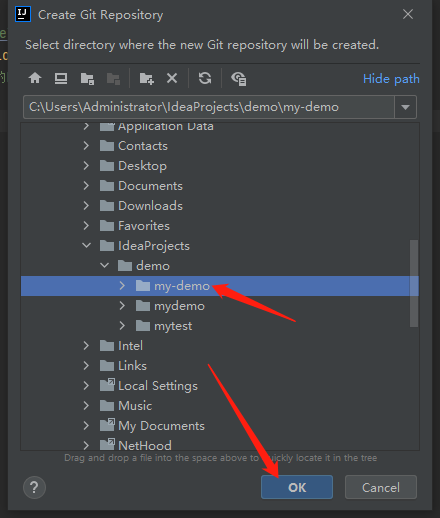 Create Git Repository
Select directory where the new Git repository will be created.
Hide path
C:\Users\Administrator\IdeaProjects\demo\my-demo
Application Data
Contacts
Desktop
Documents
Downloads
Favorites
IdeaProjects
demo
my-demo
mydemo
mytest
Intel
Links
Local Settings
Music
My Documents
NetHood
Drag and drop a file into the space above to quickly locate it in the tree
?
OK
Cancel